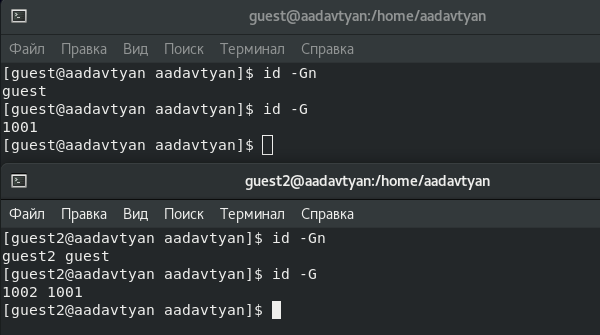 guest@aadavtyan:/home/aadavtyan
Файл Правка Вид Поиск Терминал Справка
[guest@aadavtyan aadavtyan]$ id -Gn
guest
[guest@aadavtyan aadavtyan]$ id -G
1001
[guest@aadavtyan aadavtyan]$
guest2@aadavtyan:/home/aadavtyan
Файл Правка Вид Поиск Терминал Справка
[guest2@aadavtyan aadavtyan]$ id -Gn
guest2 guest
[guest2@aadavtyan aadavtyan]$ id -G
1002 1001
[guest2@aadavtyan aadavtyan]$